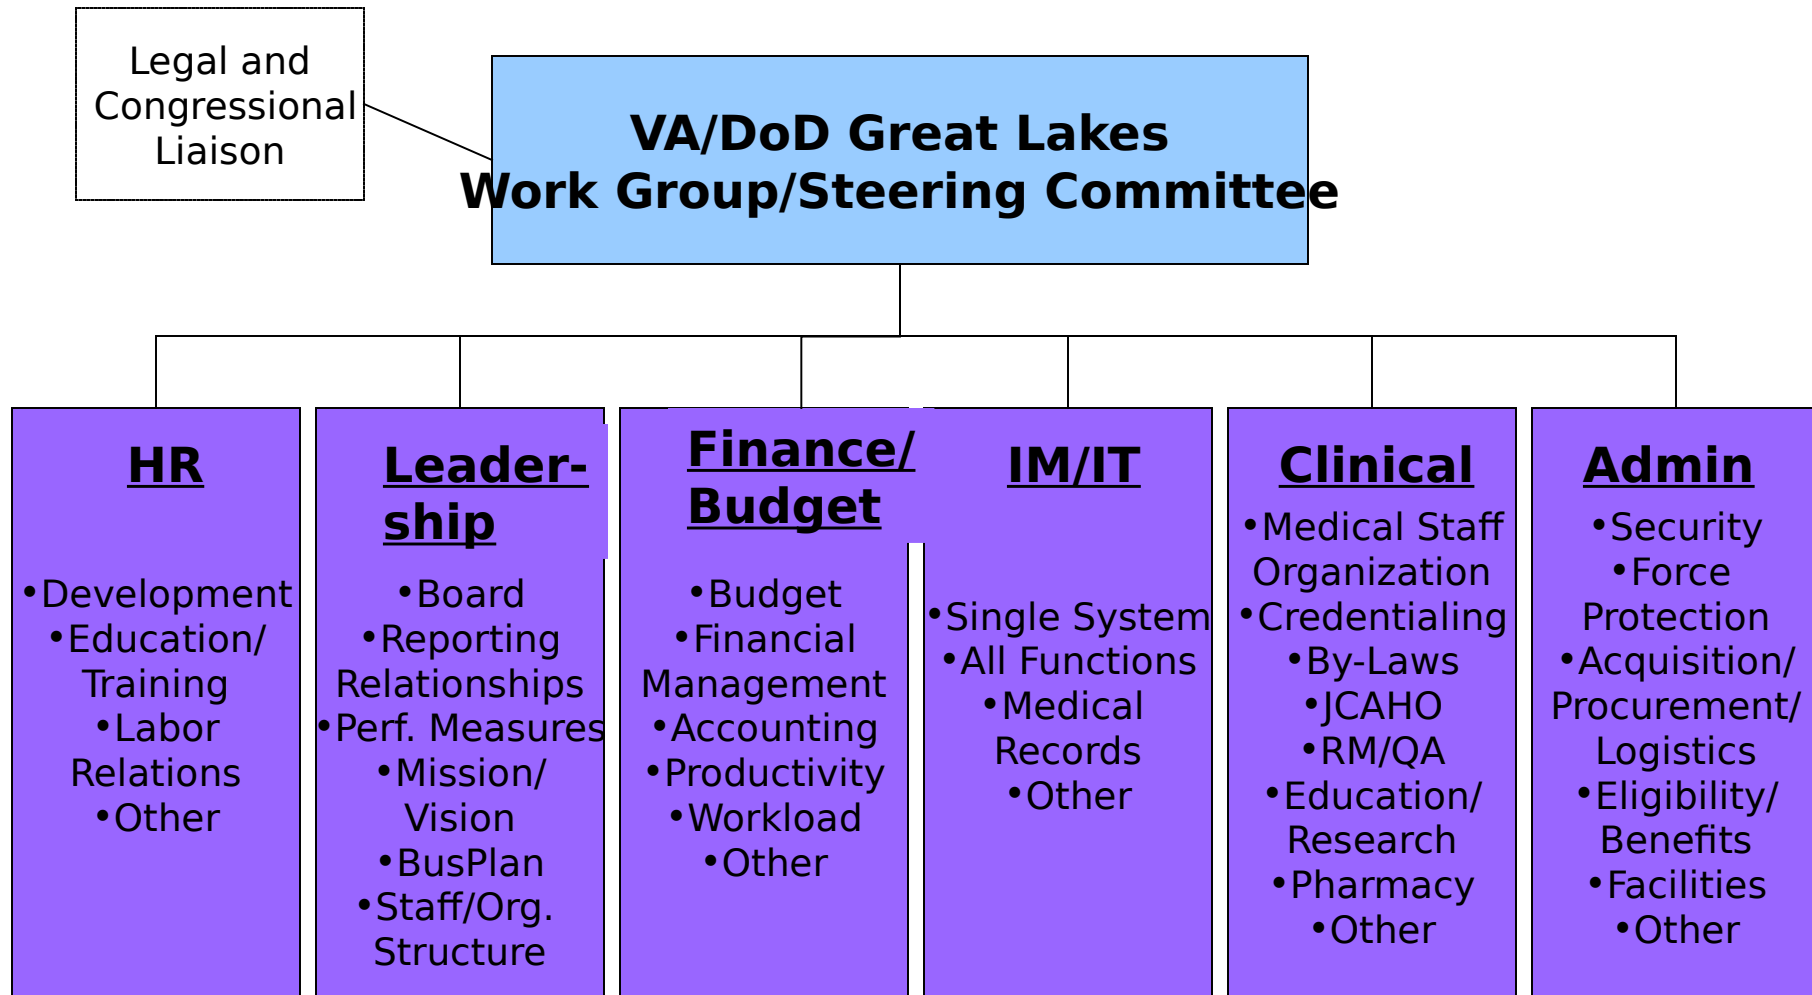 Legal and
Congressional
Liaison
VA/DoD Great Lakes
Work Group/Steering Committee
HR
•Development
•Education/
Training
•Labor
Relations
•Other
Leader-
ship
•Board
•Reporting
Relationships
•Perf. Measures
•Mission/
Vision
•BusPlan
•Staff/Org.
Structure
Finance/
Budget
•Budget
•Financial
Management
•Accounting
•Productivity
•Workload
•Other
IM/IT
•Single System
•All Functions
•Medical
Records
•Other
Clinical
•Medical Staff
Organization
•Credentialing
•By-Laws
•JCAHO
•RM/QA
•Education/
Research
•Pharmacy
•Other
Admin
•Security
•Force
Protection
•Acquisition/
Procurement/
Logistics
•Eligibility/
Benefits
•Facilities
•Other